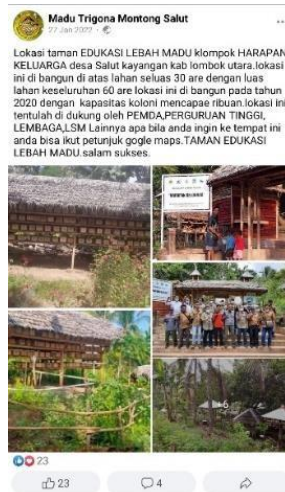 Madu Trigona Montong Salut
27 Jan 2022 ·
Lokasi taman EDUKASI LEBAH MADU klompok HARAPAN
KELUARGA desa Salut kayangan kab lombok utara.lokasi
ini di bangun di atas lahan seluas 30 are dengan luas
lahan keseluruhan 60 are lokasi ini di bangun pada tahun
2020 dengan kapasitas koloni mencapae ribuan.lokasi ini
tentulah di dukung oleh PEMDA,PERGURUAN TINGGI,
LEMBAGA,LSM Lainnya apa bila anda ingin ke tempat ini
anda bisa ikut petunjuk gogle maps.TAMAN EDUKASI
LEBAH MADU.salam sukses.
23
23
4